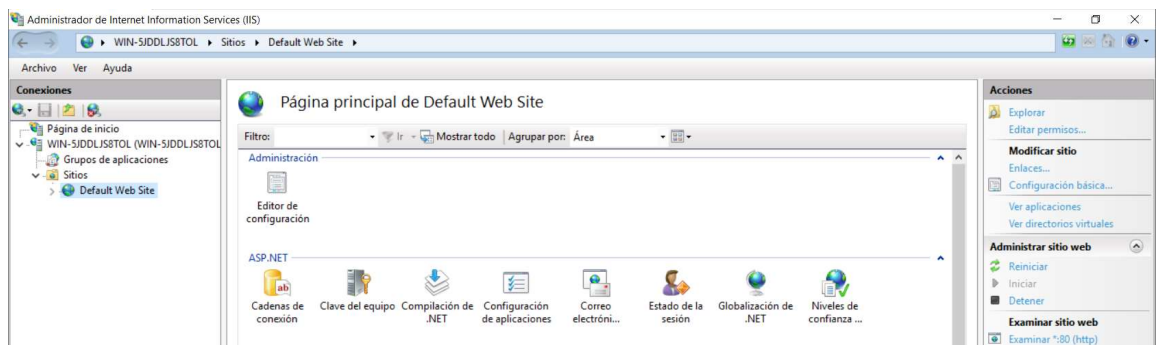 Administrador de Internet Information Services (IIS)
WIN-5JDDLJS8TOL Sitios Default Web Site
Archivo Ver Ayuda
Conexiones
Página de inicio
WIN-5JDDLJS8TOL (WIN-5JDDLJS8TOL
Grupos de aplicaciones
Sitios
Default Web Site
Página principal de Default Web Site
Filtro: Ir Mostrar todo Agrupar por: Área
Administración
Editor de
configuración
ASP.NET
Cadenas de
conexión
Clave del equipo
Compilación de
.NET
Configuración
de aplicaciones
Correo
electróni...
Estado de la
sesión
Globalización de
.NET
Niveles de
confianza ...
Acciones
Explorar
Editar permisos...
Modificar sitio
Enlaces...
Configuración básica...
Ver aplicaciones
Ver directorios virtuales
Administrar sitio web
Reiniciar
Iniciar
Detener
Examinar sitio web
Examinar *:80 (http)